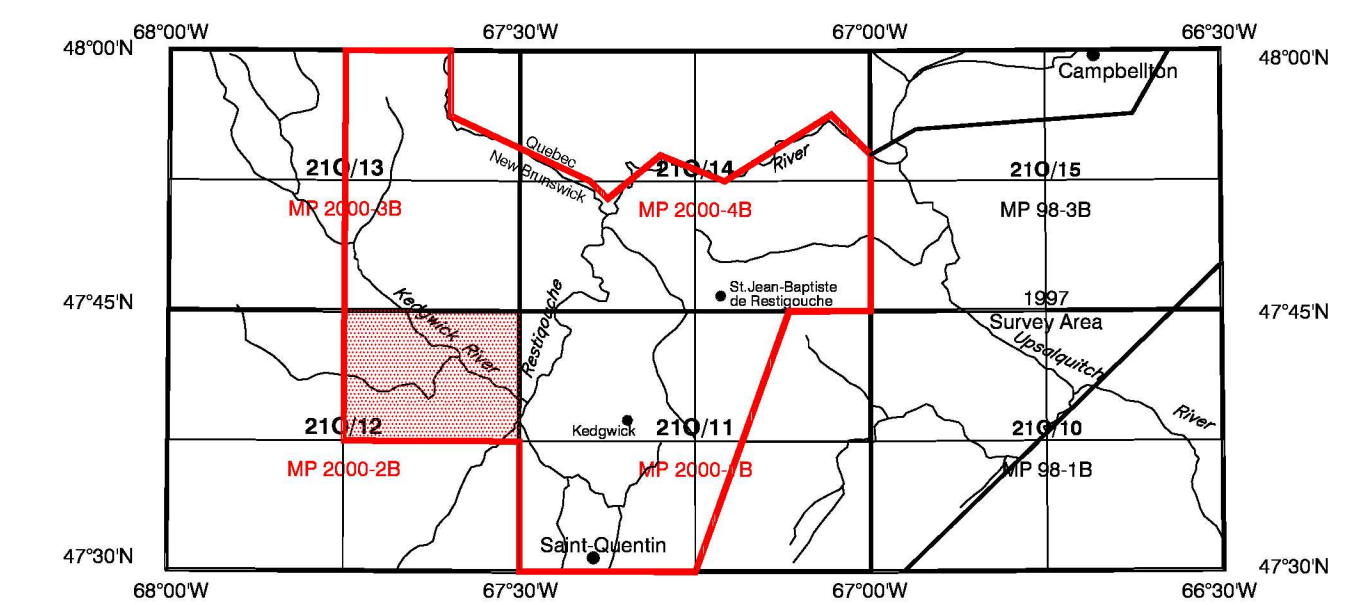 68°00'W
67°30'W
67°00'W
66°30'W
48°00'N
48°00'N
Campbellton
Quebec
New Brunswick
River
21O/13
21O/14
21O/15
MP 2000-3B
MP 2000-4B
MP 98-3B
St.Jean-Baptiste
de Restigouche
Kedgwick River
Restigouche
47°45'N
1997
Survey Area
47°45'N
Upsalquitch
River
Kedgwick
21O/12
21O/11
21O/10
MP 2000-2B
MP 2000-1B
MP 98-1B
Saint-Quentin
47°30'N
47°30'N
68°00'W
67°30'W
67°00'W
66°30'W